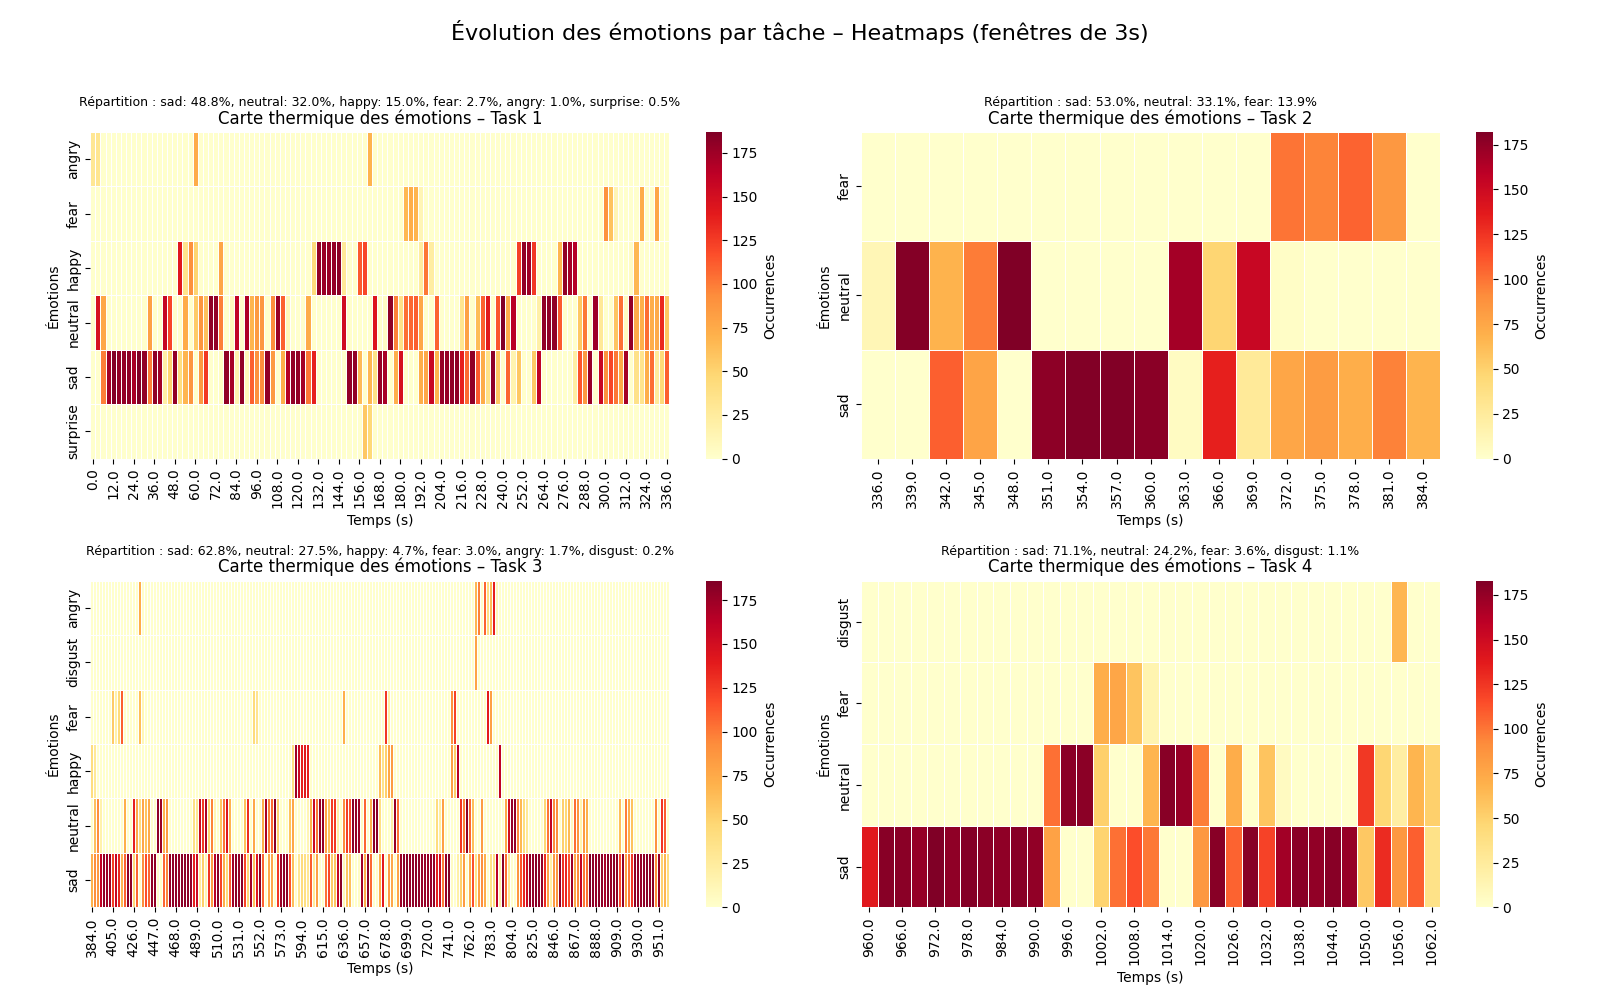 Évolution des émotions par tâche – Heatmaps (fenêtres de 3s)
Répartition : sad: 48.8%, neutral: 32.0%, happy: 15.0%, fear: 2.7%, angry: 1.0%, surprise: 0.5%
Carte thermique des émotions – Task 1
Émotions
angry
fear
happy
neutral
sad
surprise
0.0 12.0 24.0 36.0 48.0 60.0 72.0 84.0 96.0 108.0 120.0 132.0 144.0 156.0 168.0 180.0 192.0 204.0 216.0 228.0 240.0 252.0 264.0 276.0 288.0 300.0 312.0 324.0 336.0
Temps (s)
175
150
125
100
75
50
25
0
Occurrences
Répartition : sad: 53.0%, neutral: 33.1%, fear: 13.9%
Carte thermique des émotions – Task 2
Émotions
fear
neutral
sad
336.0 339.0 342.0 345.0 348.0 351.0 354.0 357.0 360.0 363.0 366.0 369.0 372.0 375.0 378.0 381.0 384.0
Temps (s)
175
150
125
100
75
50
25
0
Occurrences
Répartition : sad: 62.8%, neutral: 27.5%, happy: 4.7%, fear: 3.0%, angry: 1.7%, disgust: 0.2%
Carte thermique des émotions – Task 3
Émotions
angry
disgust
fear
happy
neutral
sad
384.0 405.0 426.0 447.0 468.0 489.0 510.0 531.0 552.0 573.0 594.0 615.0 636.0 657.0 678.0 699.0 720.0 741.0 762.0 783.0 804.0 825.0 846.0 867.0 888.0 909.0 930.0 951.0
Temps (s)
175
150
125
100
75
50
25
0
Occurrences
Répartition : sad: 71.1%, neutral: 24.2%, fear: 3.6%, disgust: 1.1%
Carte thermique des émotions – Task 4
Émotions
disgust
fear
neutral
sad
960.0 966.0 972.0 978.0 984.0 990.0 996.0 1002.0 1008.0 1014.0 1020.0 1026.0 1032.0 1038.0 1044.0 1050.0 1056.0 1062.0
Temps (s)
175
150
125
100
75
50
25
0
Occurrences